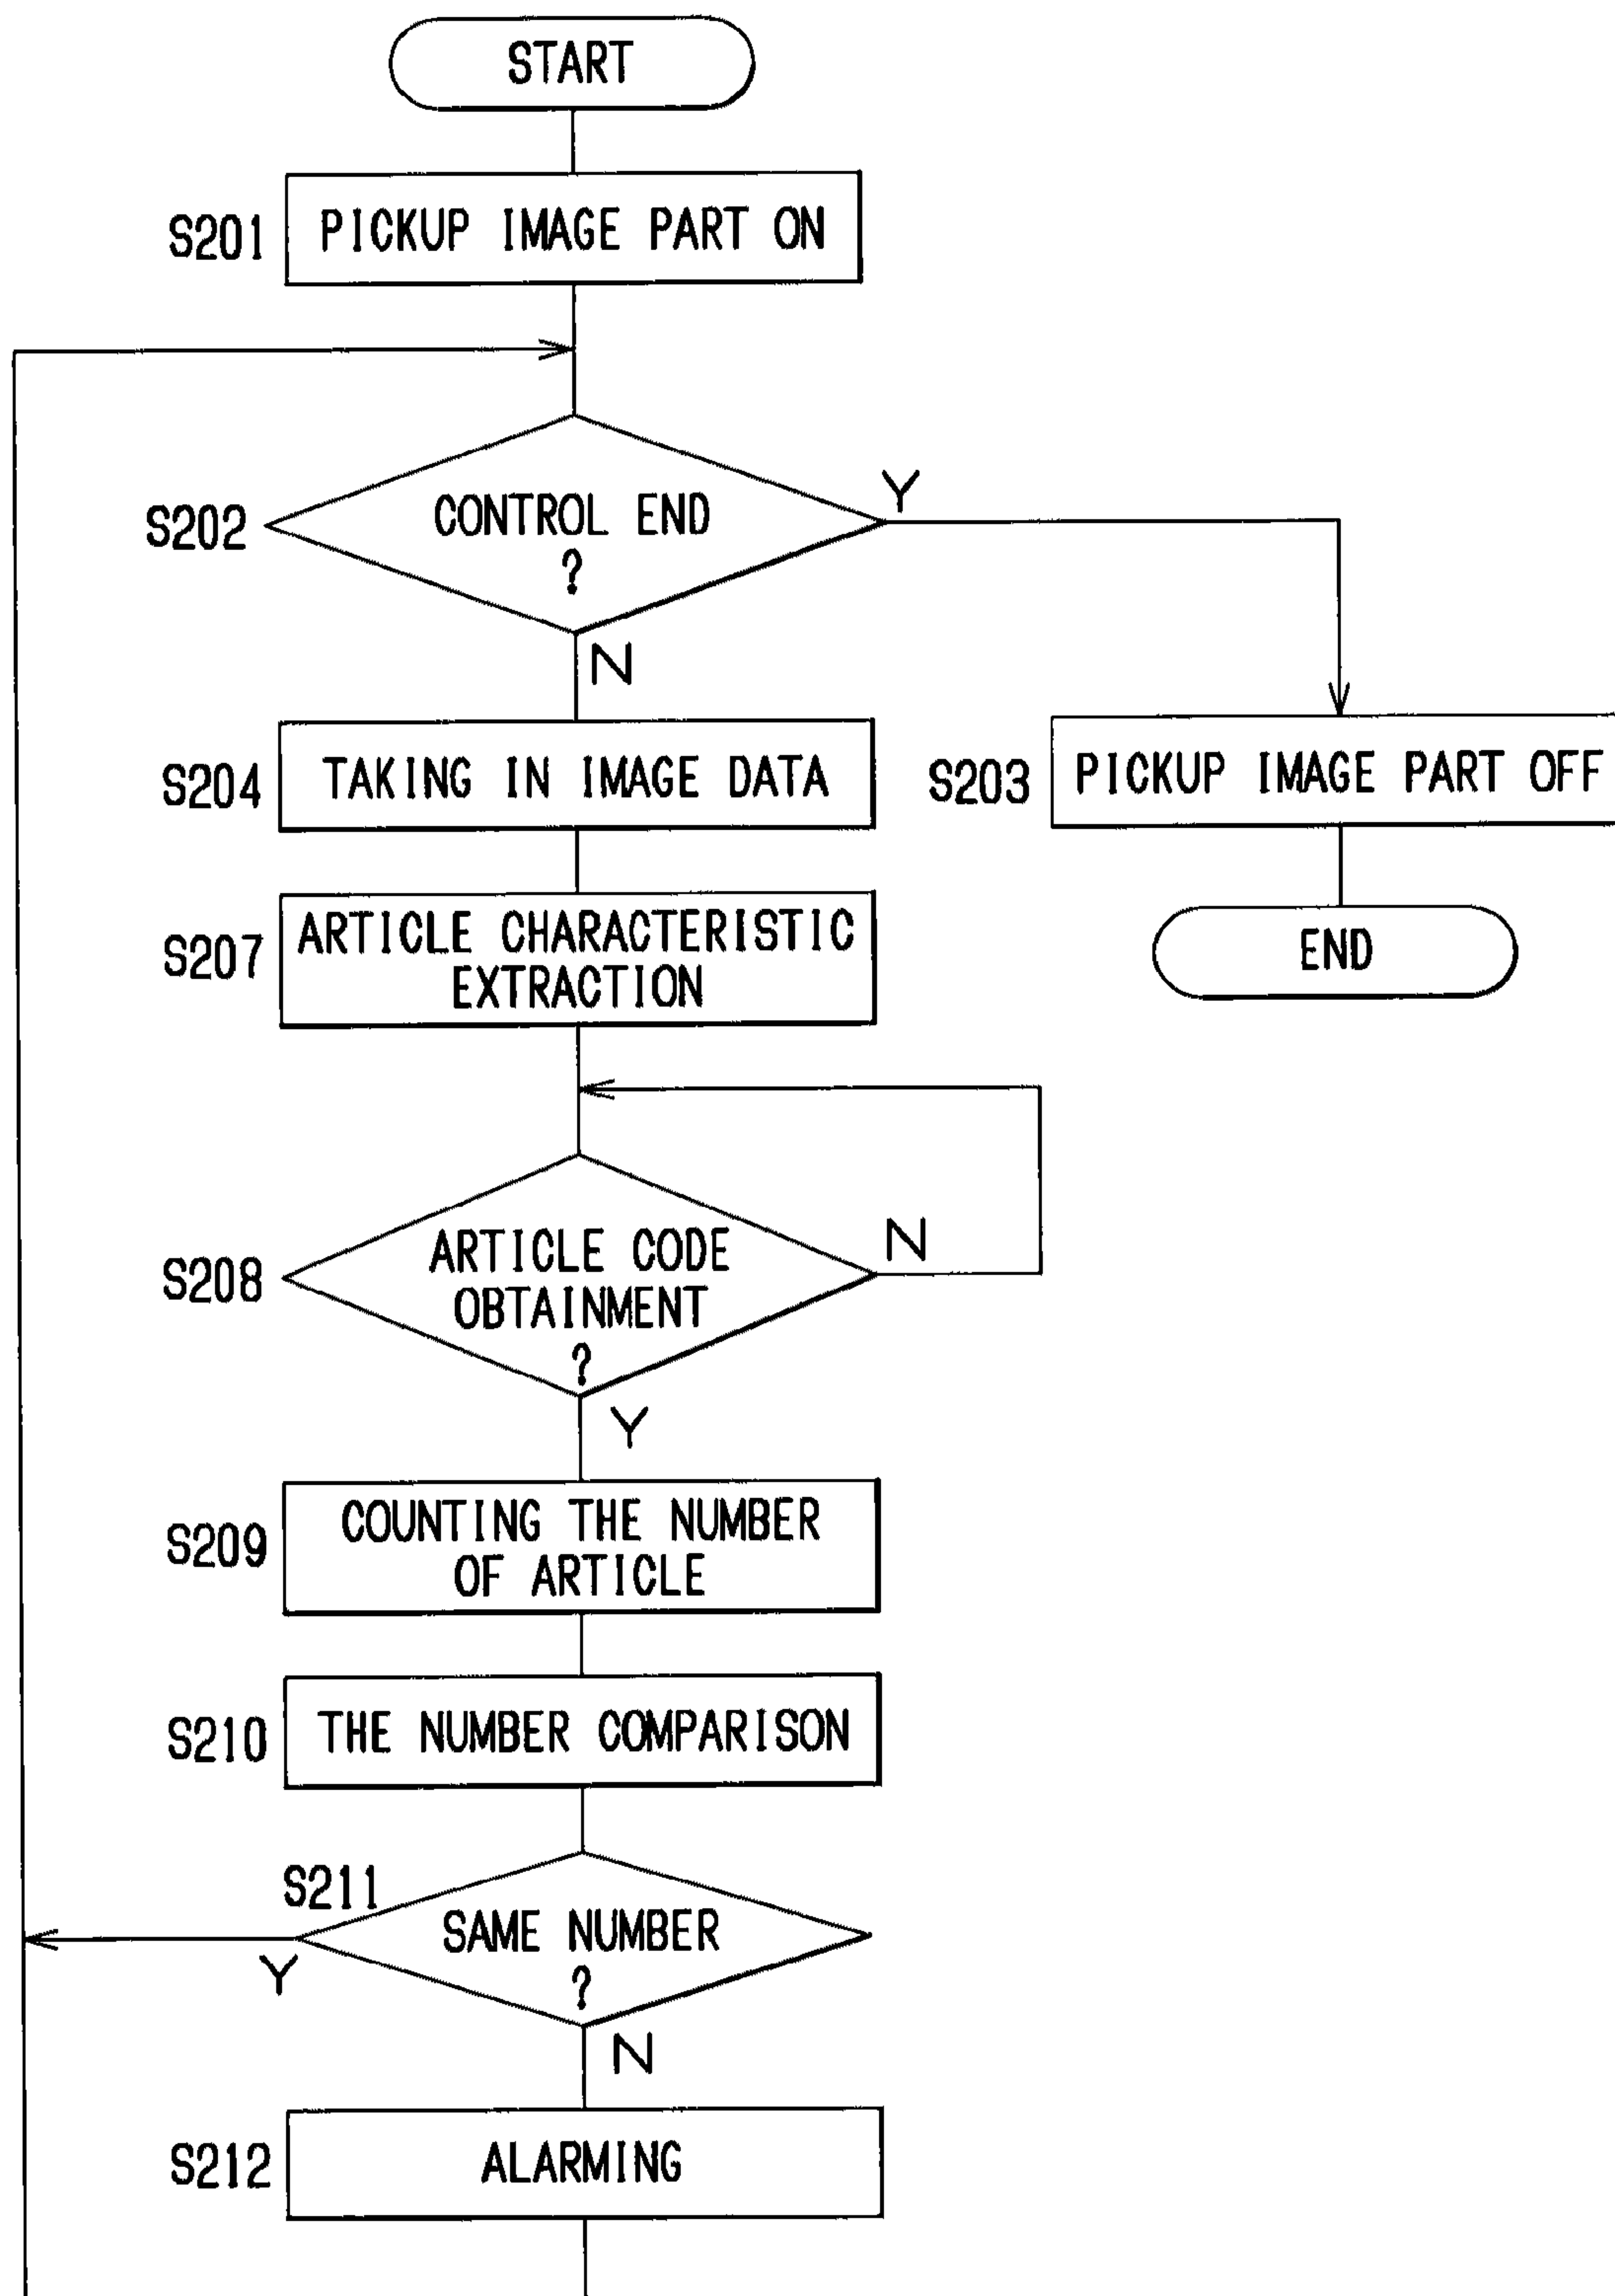 START
S201
PICKUP IMAGE PART ON
S202
CONTROL END
?
Y
N
S204
TAKING IN IMAGE DATA
S203
PICKUP IMAGE PART OFF
S207
ARTICLE CHARACTERISTIC
EXTRACTION
END
S208
ARTICLE CODE
OBTAINMENT
?
N
Y
S209
COUNTING THE NUMBER
OF ARTICLE
S210
THE NUMBER COMPARISON
S211
SAME NUMBER
?
Y
N
S212
ALARMING